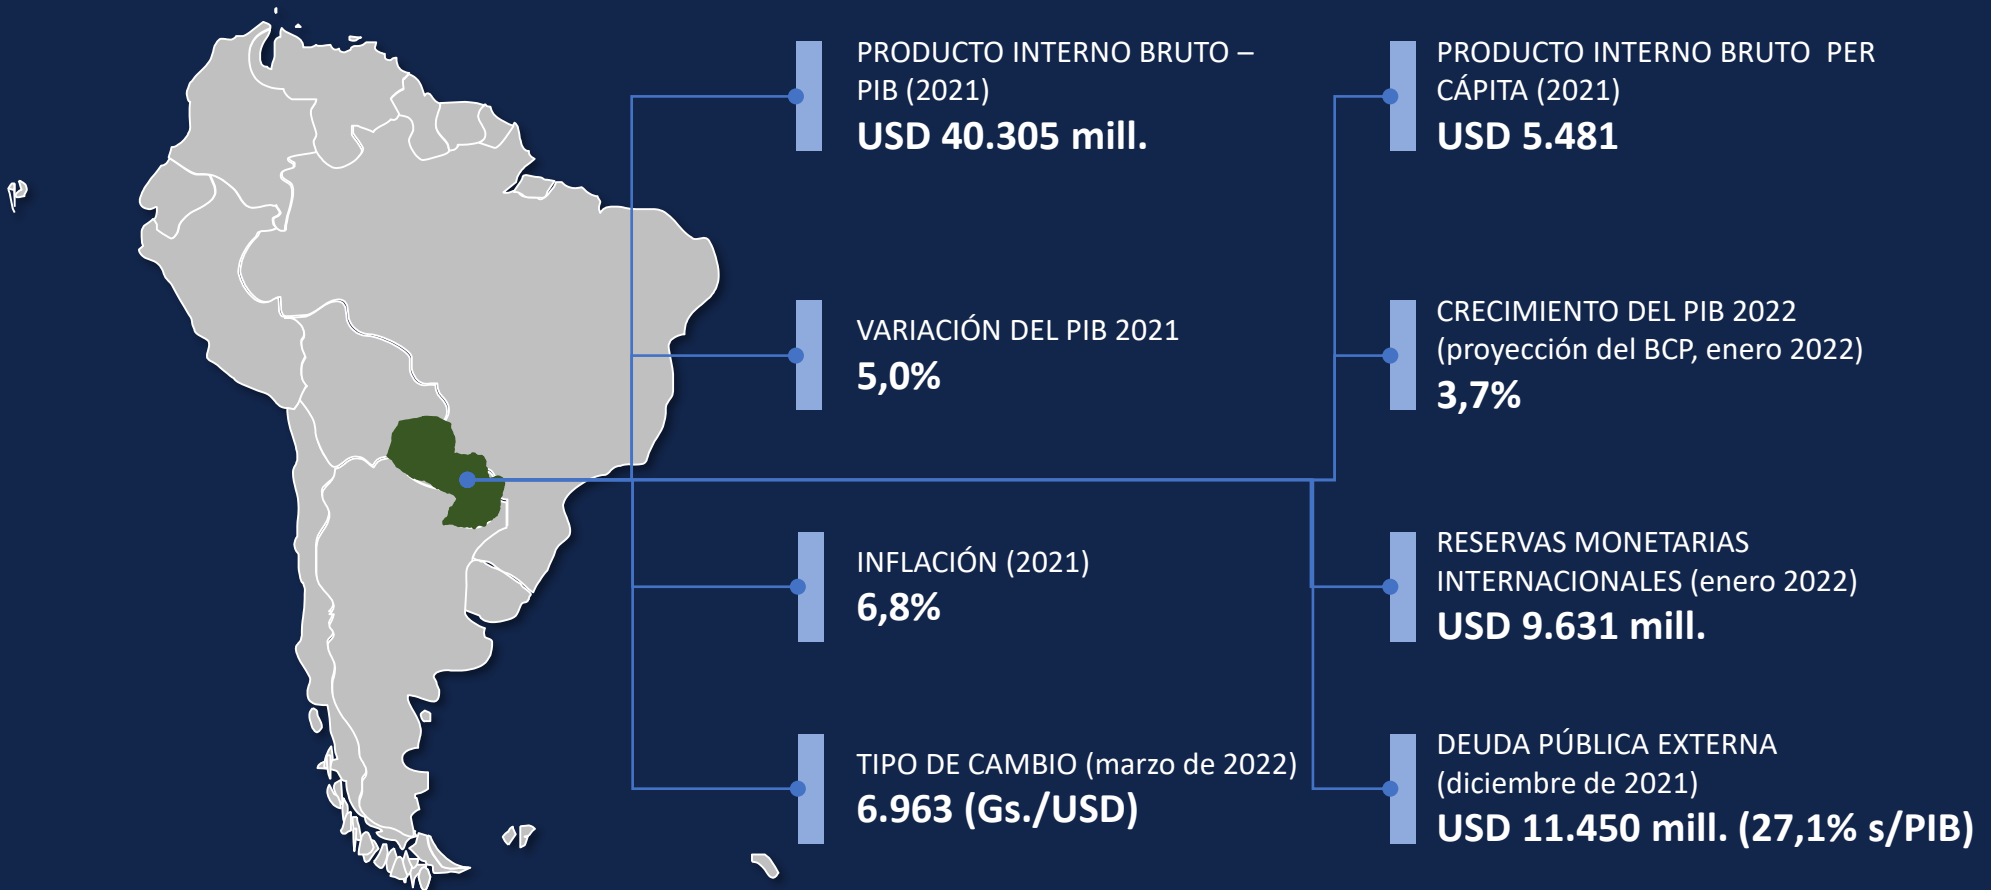 PRODUCTO INTERNO BRUTO –
PIB (2021)
USD 40.305 mill.
VARIACIÓN DEL PIB 2021
5,0%
INFLACIÓN (2021)
6,8%
TIPO DE CAMBIO (marzo de 2022)
6.963 (Gs./USD)
PRODUCTO INTERNO BRUTO PER
CÁPITA (2021)
USD 5.481
CRECIMIENTO DEL PIB 2022
(proyección del BCP, enero 2022)
3,7%
RESERVAS MONETARIAS
INTERNACIONALES (enero 2022)
USD 9.631 mill.
DEUDA PÚBLICA EXTERNA
(diciembre de 2021)
USD 11.450 mill. (27,1% s/PIB)